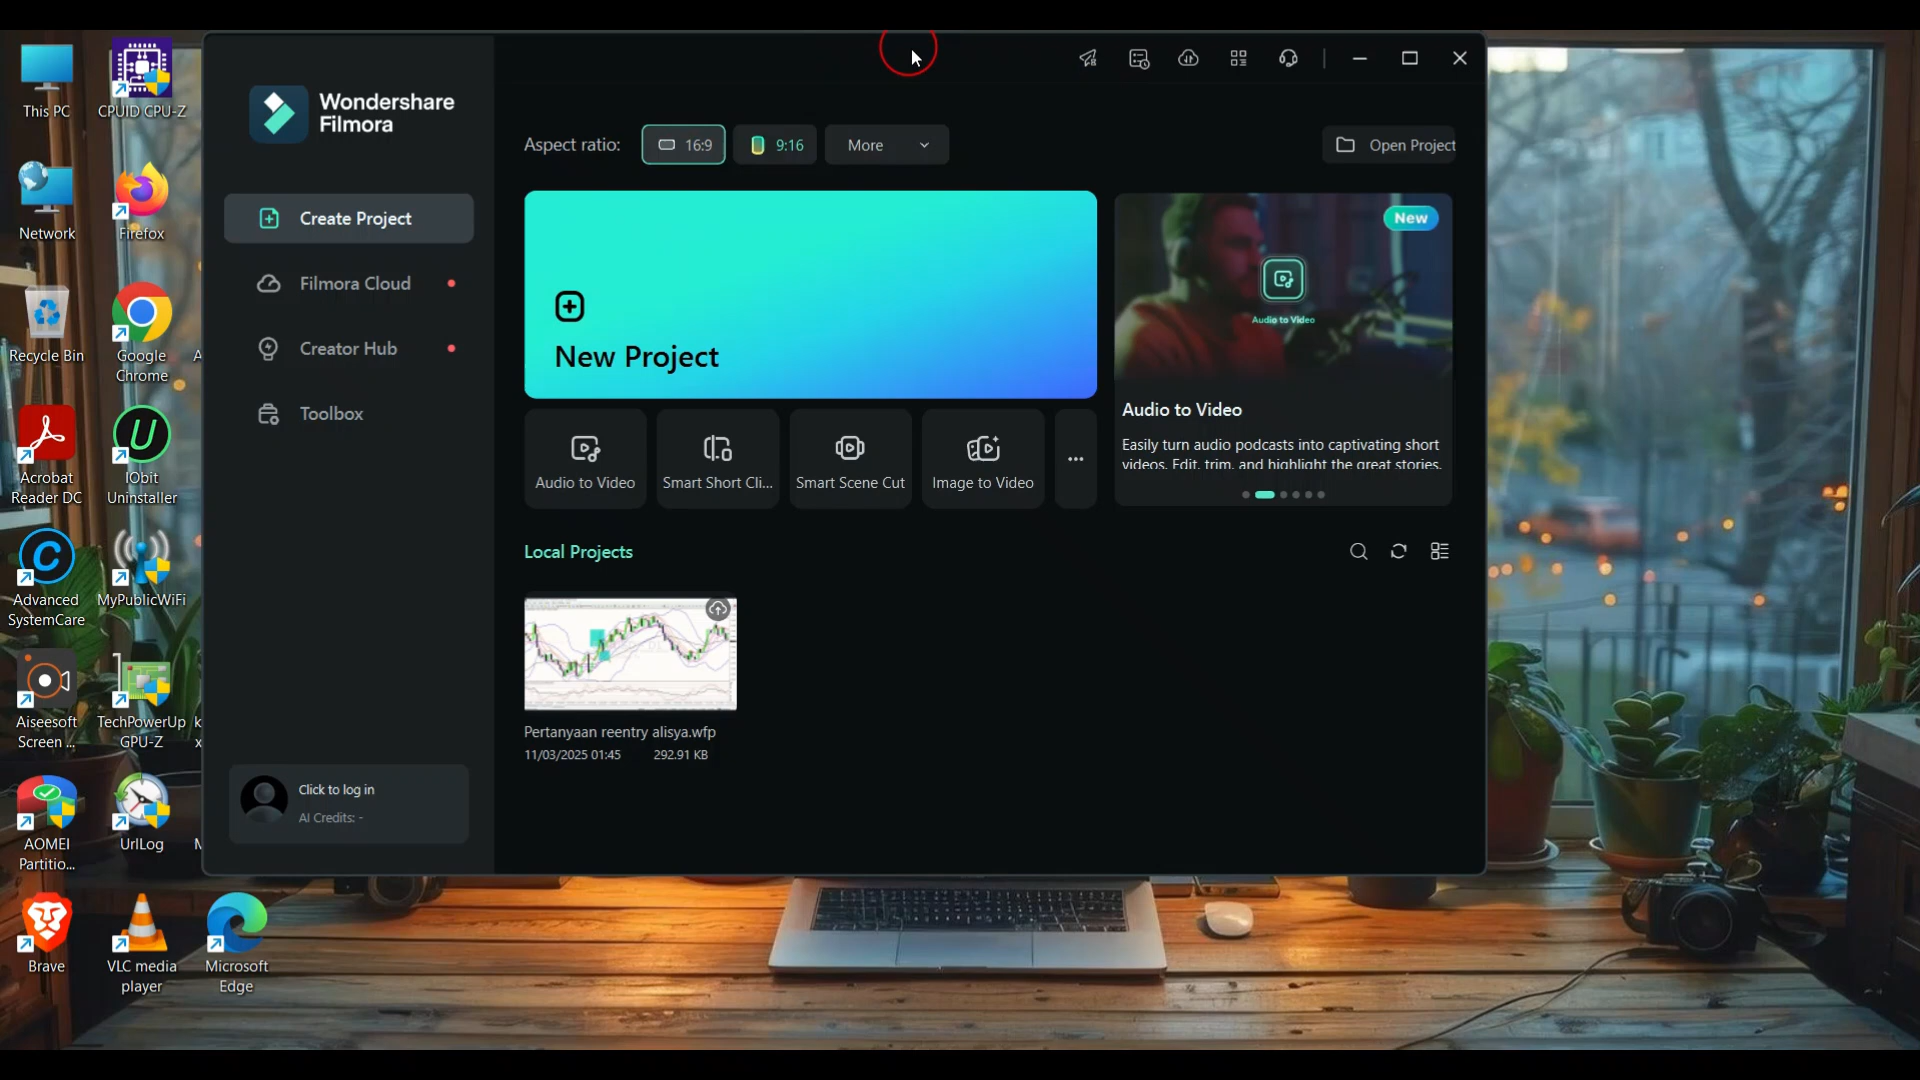 This PC
CPUID CPU-Z
Network
Firefox
Recycle Bin
Google
Chrome
Acrobat
Reader DC
IObit
Uninstaller
Advanced
SystemCare
MyPublicWiFi
Aiseesoft
Screen ...
TechPowerUp
GPU-Z
AOMEI
Partitio...
UrlLog
Brave
VLC media
player
Microsoft
Edge
Wondershare
Filmora
Create Project
Filmora Cloud
Creator Hub
Toolbox
Click to log in
AI Credits: -
Aspect ratio:
16:9
9:16
More
Open Project
New Project
New
Audio to Video
Audio to Video
Easily turn audio podcasts into captivating short
videos. Edit, trim, and highlight the great stories.
Audio to Video
Smart Short Cli...
Smart Scene Cut
Image to Video
...
Local Projects
Pertanyaan reentry alisya.wfp
11/03/2025 01:45 292.91 KB